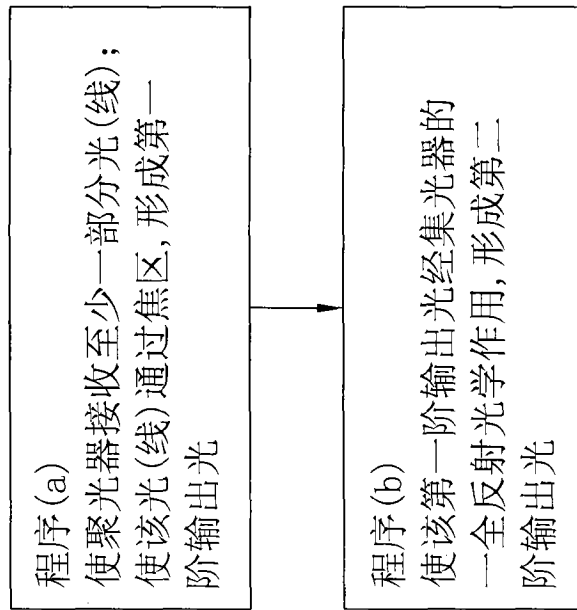 程序(a)
使聚光器接收至少一部分光(线);
使该光(线)通过焦区,形成第一
阶输出光
程序(b)
使该第一阶输出光经集光器的
一全反射光学作用,形成第二
阶输出光